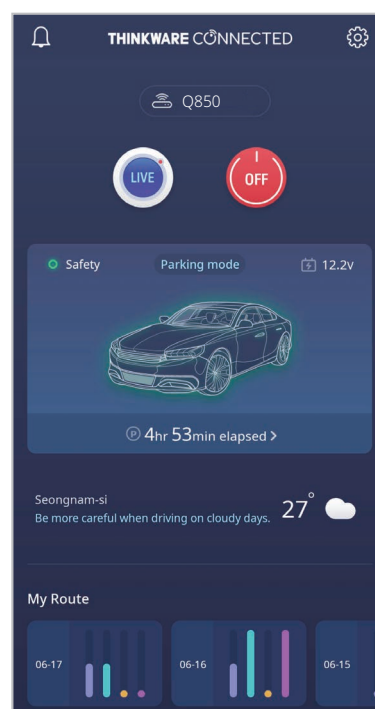 THINKWARE CONNECTED
Q850
LIVE
OFF
Safety Parking mode 12.2v
P 4hr 53min elapsed >
Seongnam-si
Be more careful when driving on cloudy days. 27°
My Route
06-17 06-16 06-15